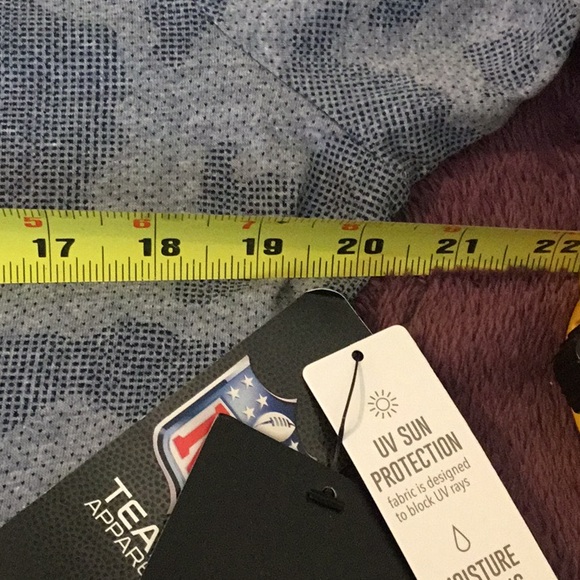 5 6 7 8 9
17 18 19 20 21 22
TEA
APPARE
UV SUN
PROTECTION
fabric is designed
to block UV rays